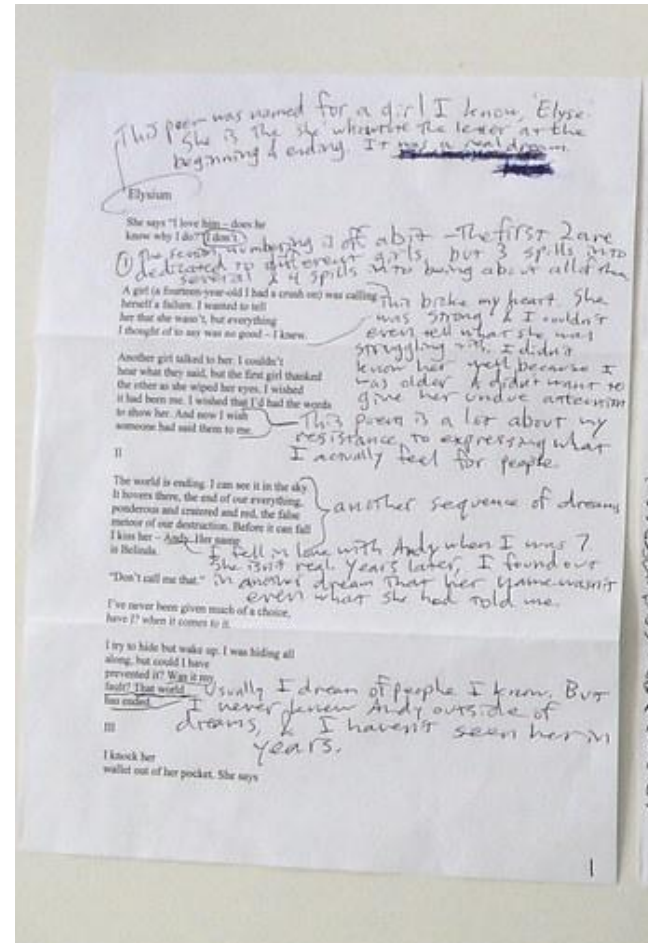 This poem was named for a girl I know, 'Elyse.'
She is the she who wrote the letter at the
beginning & ending. It
Elysium
She says "I love him – does he
know why I do? I don't.
① The numbering is off a bit – The first 2 are
dedicated to different girls, but 3 spills into
several & 4 spills into being about all of them
A girl (a fourteen-year-old I had a crush on) was calling
herself a failure. I wanted to tell
her that she wasn't, but everything
I thought of to say was no good – I knew.
This broke my heart. She
was strong & I couldn't
even tell what she was
struggling with. I didn't
know her well because I
was older & didn't want to
give her undue attention
Another girl talked to her. I couldn't
hear what they said, but the first girl thanked
the other as she wiped her eyes. I wished
it had been me. I wished that I'd had the words
to show her. And now I wish
someone had said them to me.
This poem is a lot about my
resistance to expressing what
I actually feel for people.
II
The world is ending. I can see it in the sky
It hovers there, the end of our everything,
ponderous and cratered and red, the false
meteor of our destruction. Before it can fall
I kiss her – Andy. Her name
is Belinda.
another sequence of dreams
I fell in love with Andy when I was 7
She isn't real. Years later, I found out
in another dream that her name wasn't
even what she had told me.
"Don't call me that."
I've never been given much of a choice,
have I? when it comes to it.
I try to hide but wake up. I was hiding all
along, but could I have
prevented it? Was it my
fault? That world
has ended.
Usually I dream of people I know. But
I never knew Andy outside of
dreams, & I haven't seen her in
years.
III
I knock her
wallet out of her pocket. She says
1